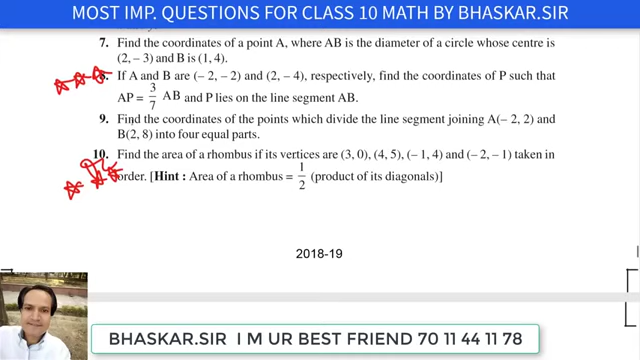 MOST IMP. QUESTIONS FOR CLASS 10 MATH BY BHASKAR.SIR
7. Find the coordinates of a point A, where AB is the diameter of a circle whose centre is
(2, – 3) and B is (1, 4).
8. If A and B are (– 2, – 2) and (2, – 4), respectively, find the coordinates of P such that
AP = 3/7 AB and P lies on the line segment AB.
9. Find the coordinates of the points which divide the line segment joining A(– 2, 2) and
B(2, 8) into four equal parts.
10. Find the area of a rhombus if its vertices are (3, 0), (4, 5), (– 1, 4) and (– 2, – 1) taken in
order. [Hint : Area of a rhombus = 1/2 (product of its diagonals)]
2018-19
BHASKAR.SIR I M UR BEST FRIEND 70 11 44 11 78